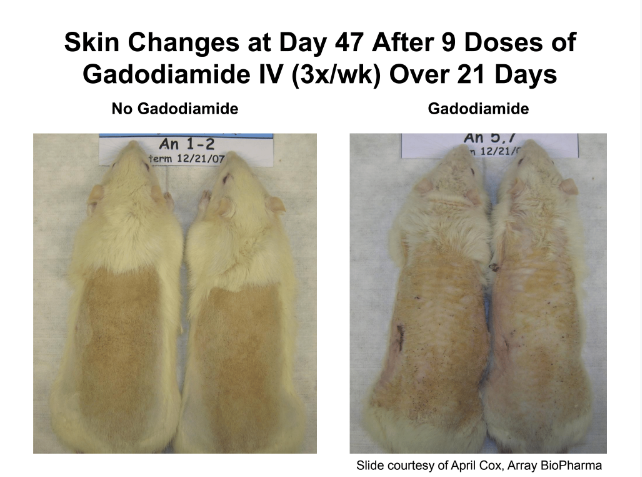 Skin Changes at Day 47 After 9 Doses of
Gadodiamide IV (3x/wk) Over 21 Days
No Gadodiamide
Gadodiamide
An 1-2
term 12/21/07
An 5,7
12/21/0
Slide courtesy of April Cox, Array BioPharma